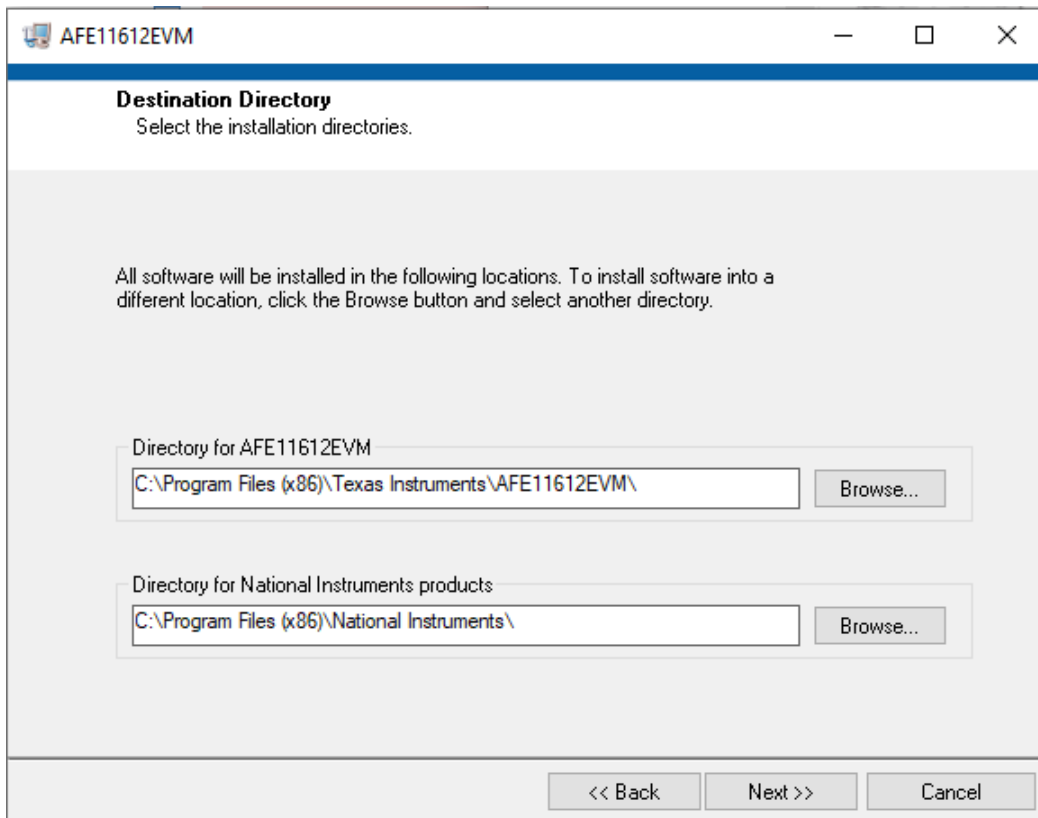 AFE11612EVM
Destination Directory
Select the installation directories.
All software will be installed in the following locations. To install software into a
different location, click the Browse button and select another directory.
Directory for AFE11612EVM
C:\Program Files (x86)\Texas Instruments\AFE11612EVM\
Browse...
Directory for National Instruments products
C:\Program Files (x86)\National Instruments\
Browse...
<< Back
Next >>
Cancel